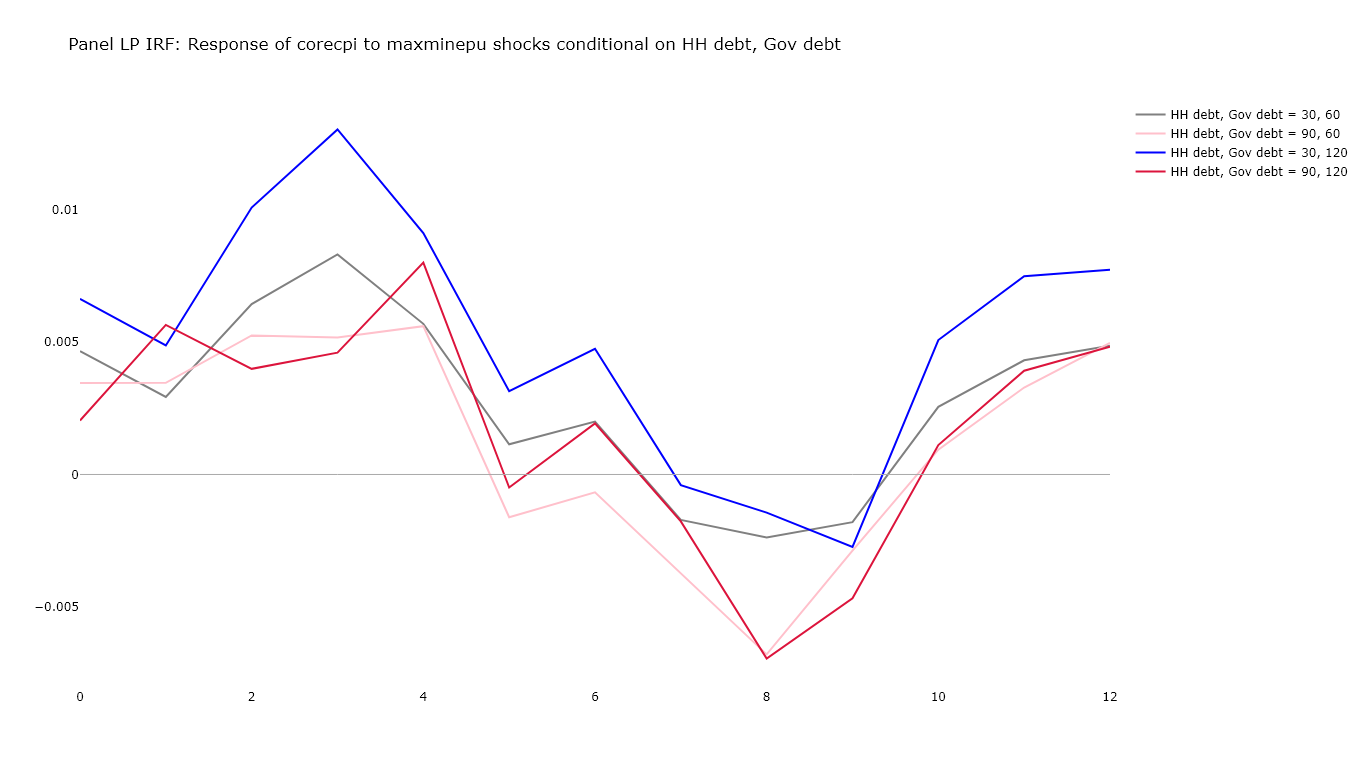 Panel LP IRF: Response of corecpi to maxminepu shocks conditional on HH debt, Gov debt
HH debt, Gov debt = 30, 60
HH debt, Gov debt = 90, 60
HH debt, Gov debt = 30, 120
HH debt, Gov debt = 90, 120
0.01
0.005
0
−0.005
0 2 4 6 8 10 12